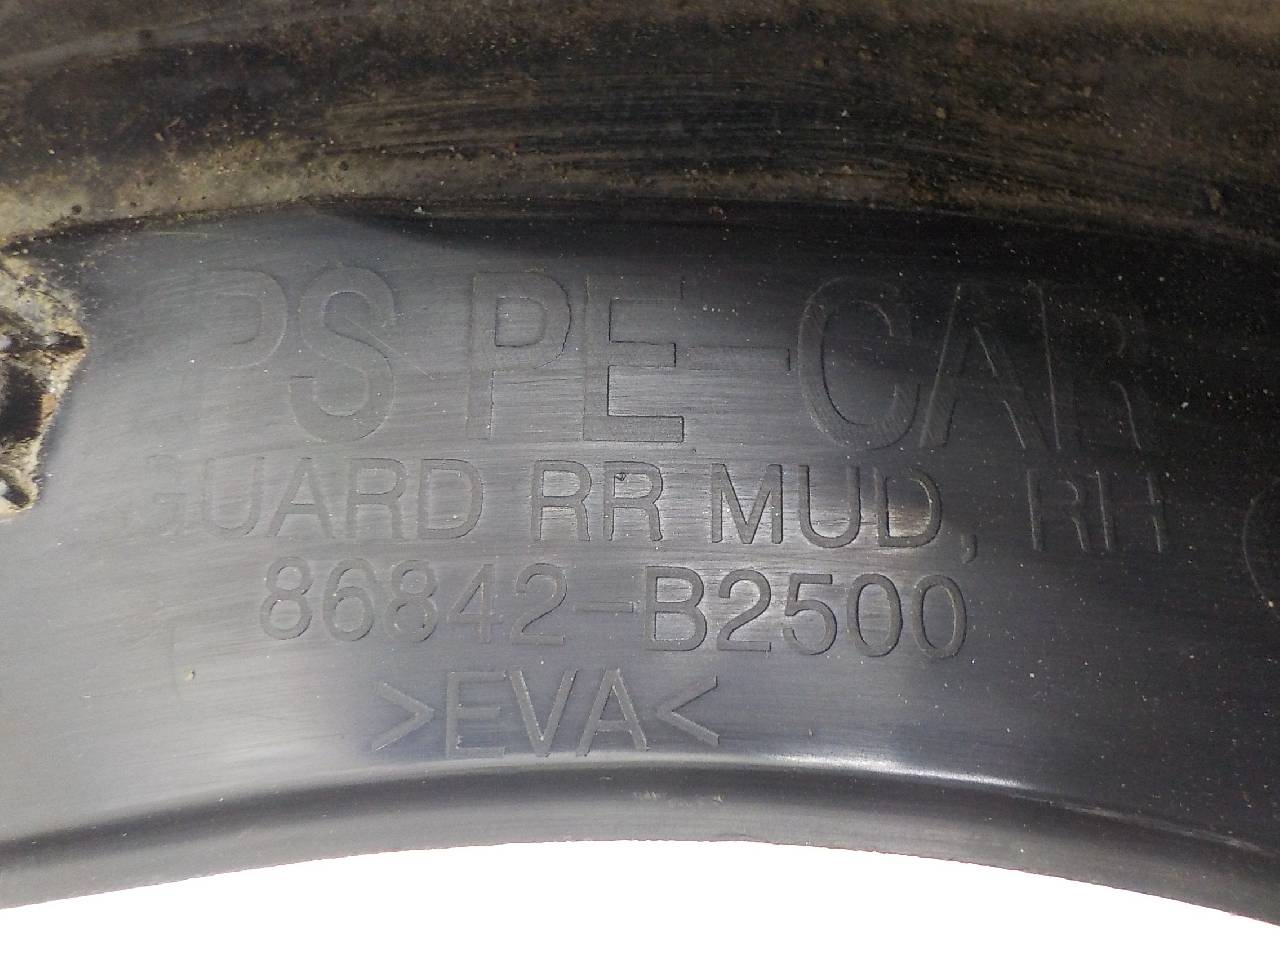 PS PE-CAR
GUARD RR MUD, RH
86842-B2500
>EVA<